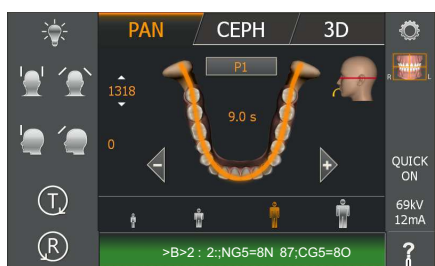 PAN
CEPH
3D
P1
1318
9.0 s
0
R
L
QUICK
ON
69kV
12mA
T
R
>B>2 : 2:;NG5=8N 87;CG5=8O
?